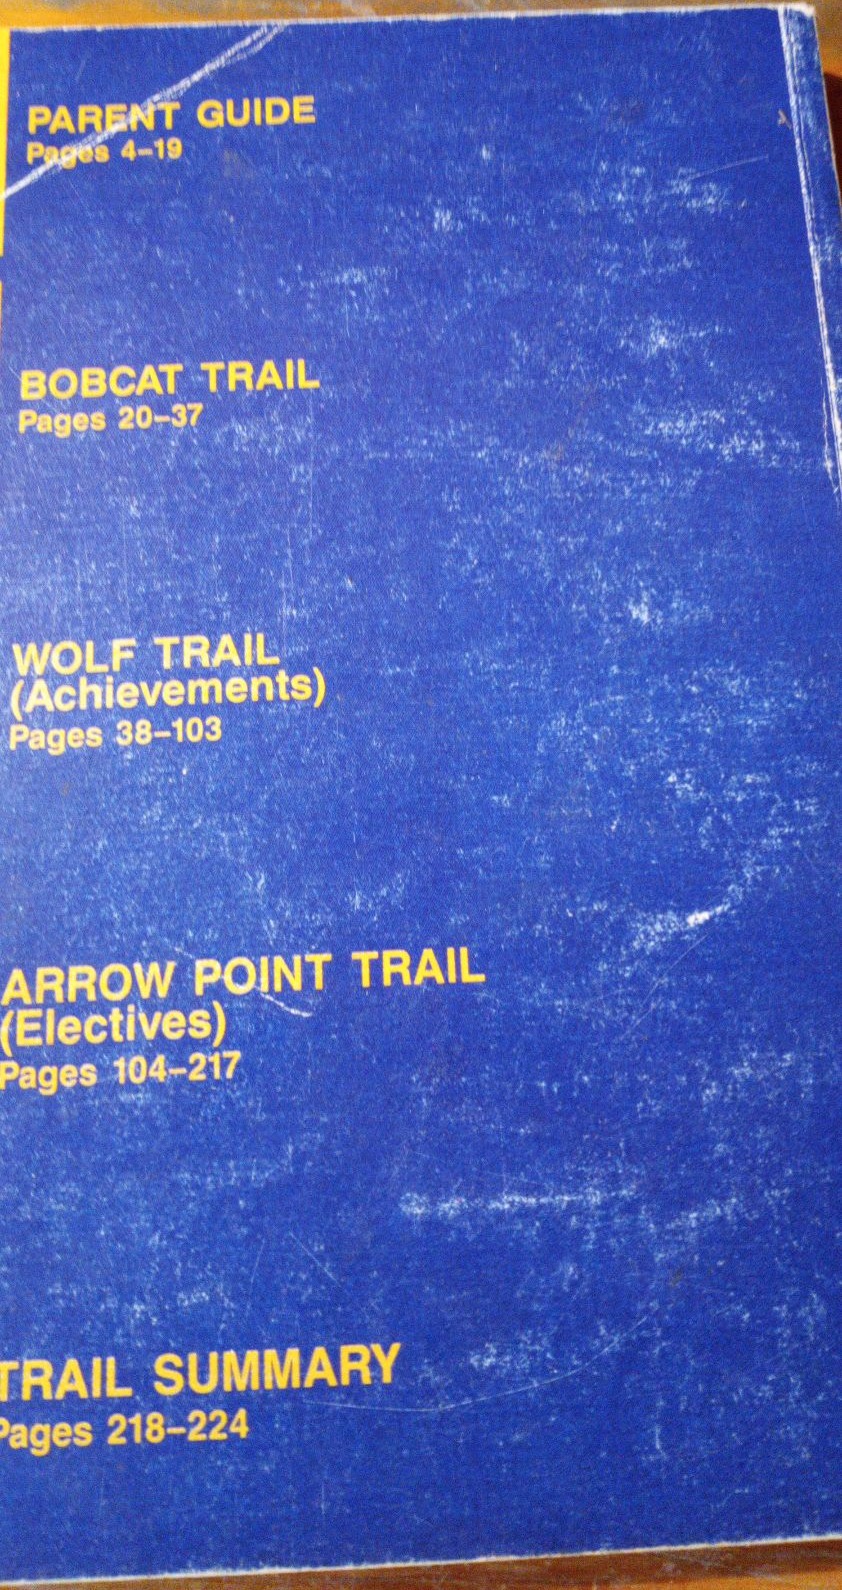 PARENT GUIDE
Pages 4–19
BOBCAT TRAIL
Pages 20–37
WOLF TRAIL
(Achievements)
Pages 38–103
ARROW POINT TRAIL
(Electives)
Pages 104–217
TRAIL SUMMARY
Pages 218–224